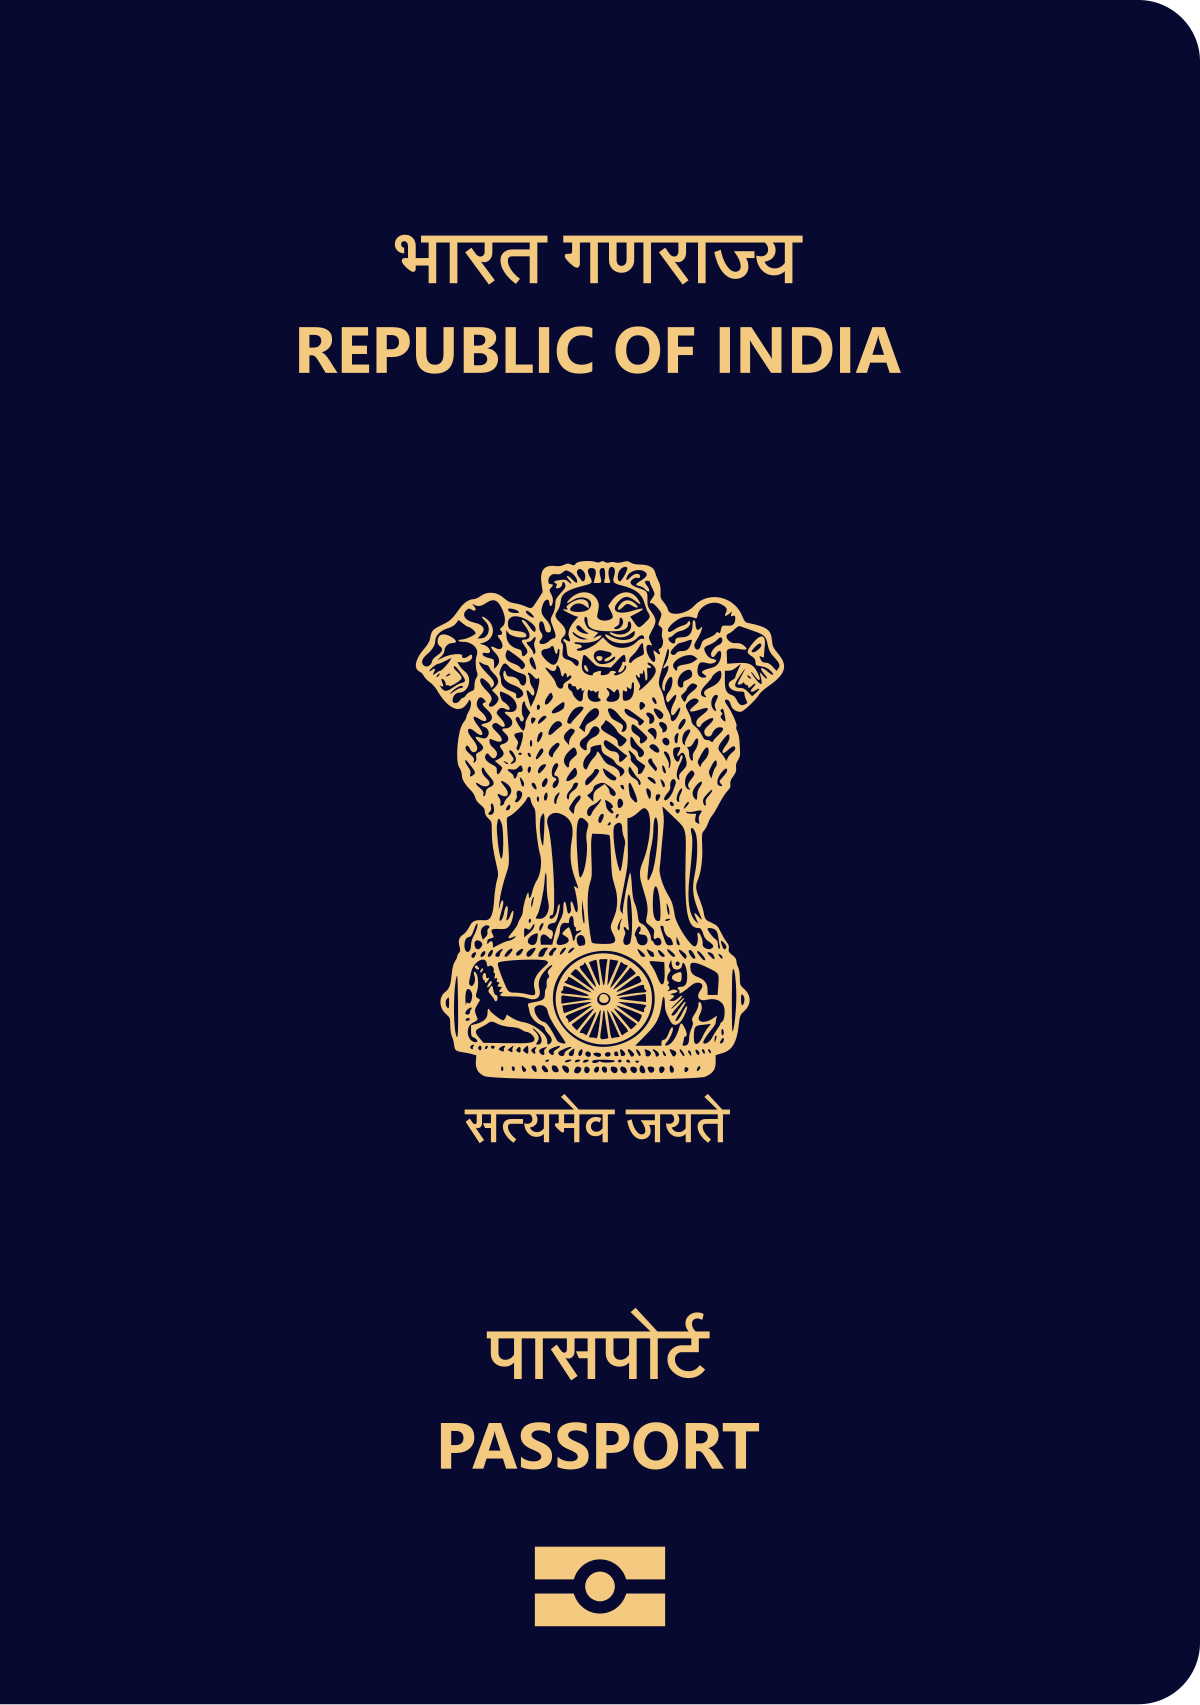 भारत गणराज्य
REPUBLIC OF INDIA
सत्यमेव जयते
पासपोर्ट
PASSPORT